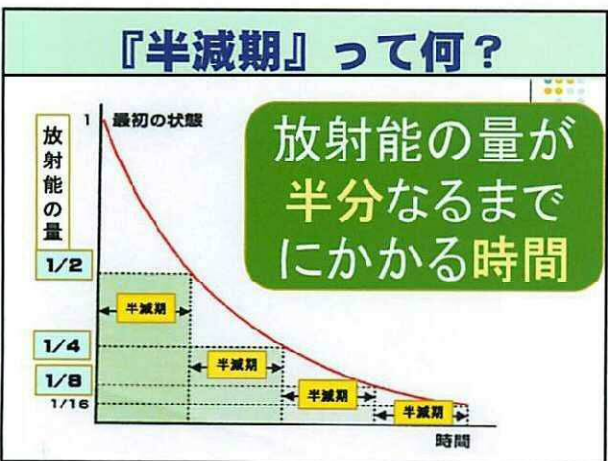 『半減期』って何？
放射能の量が
半分なるまで
にかかる時間
放射能の量
1
最初の状態
1/2
半減期
1/4
半減期
1/8
半減期
1/16
半減期
時間